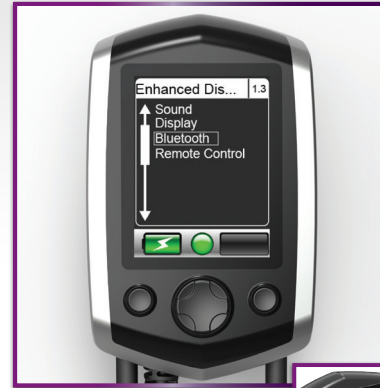 Enhanced Dis... 1.3
Sound
Display
Bluetooth
Remote Control